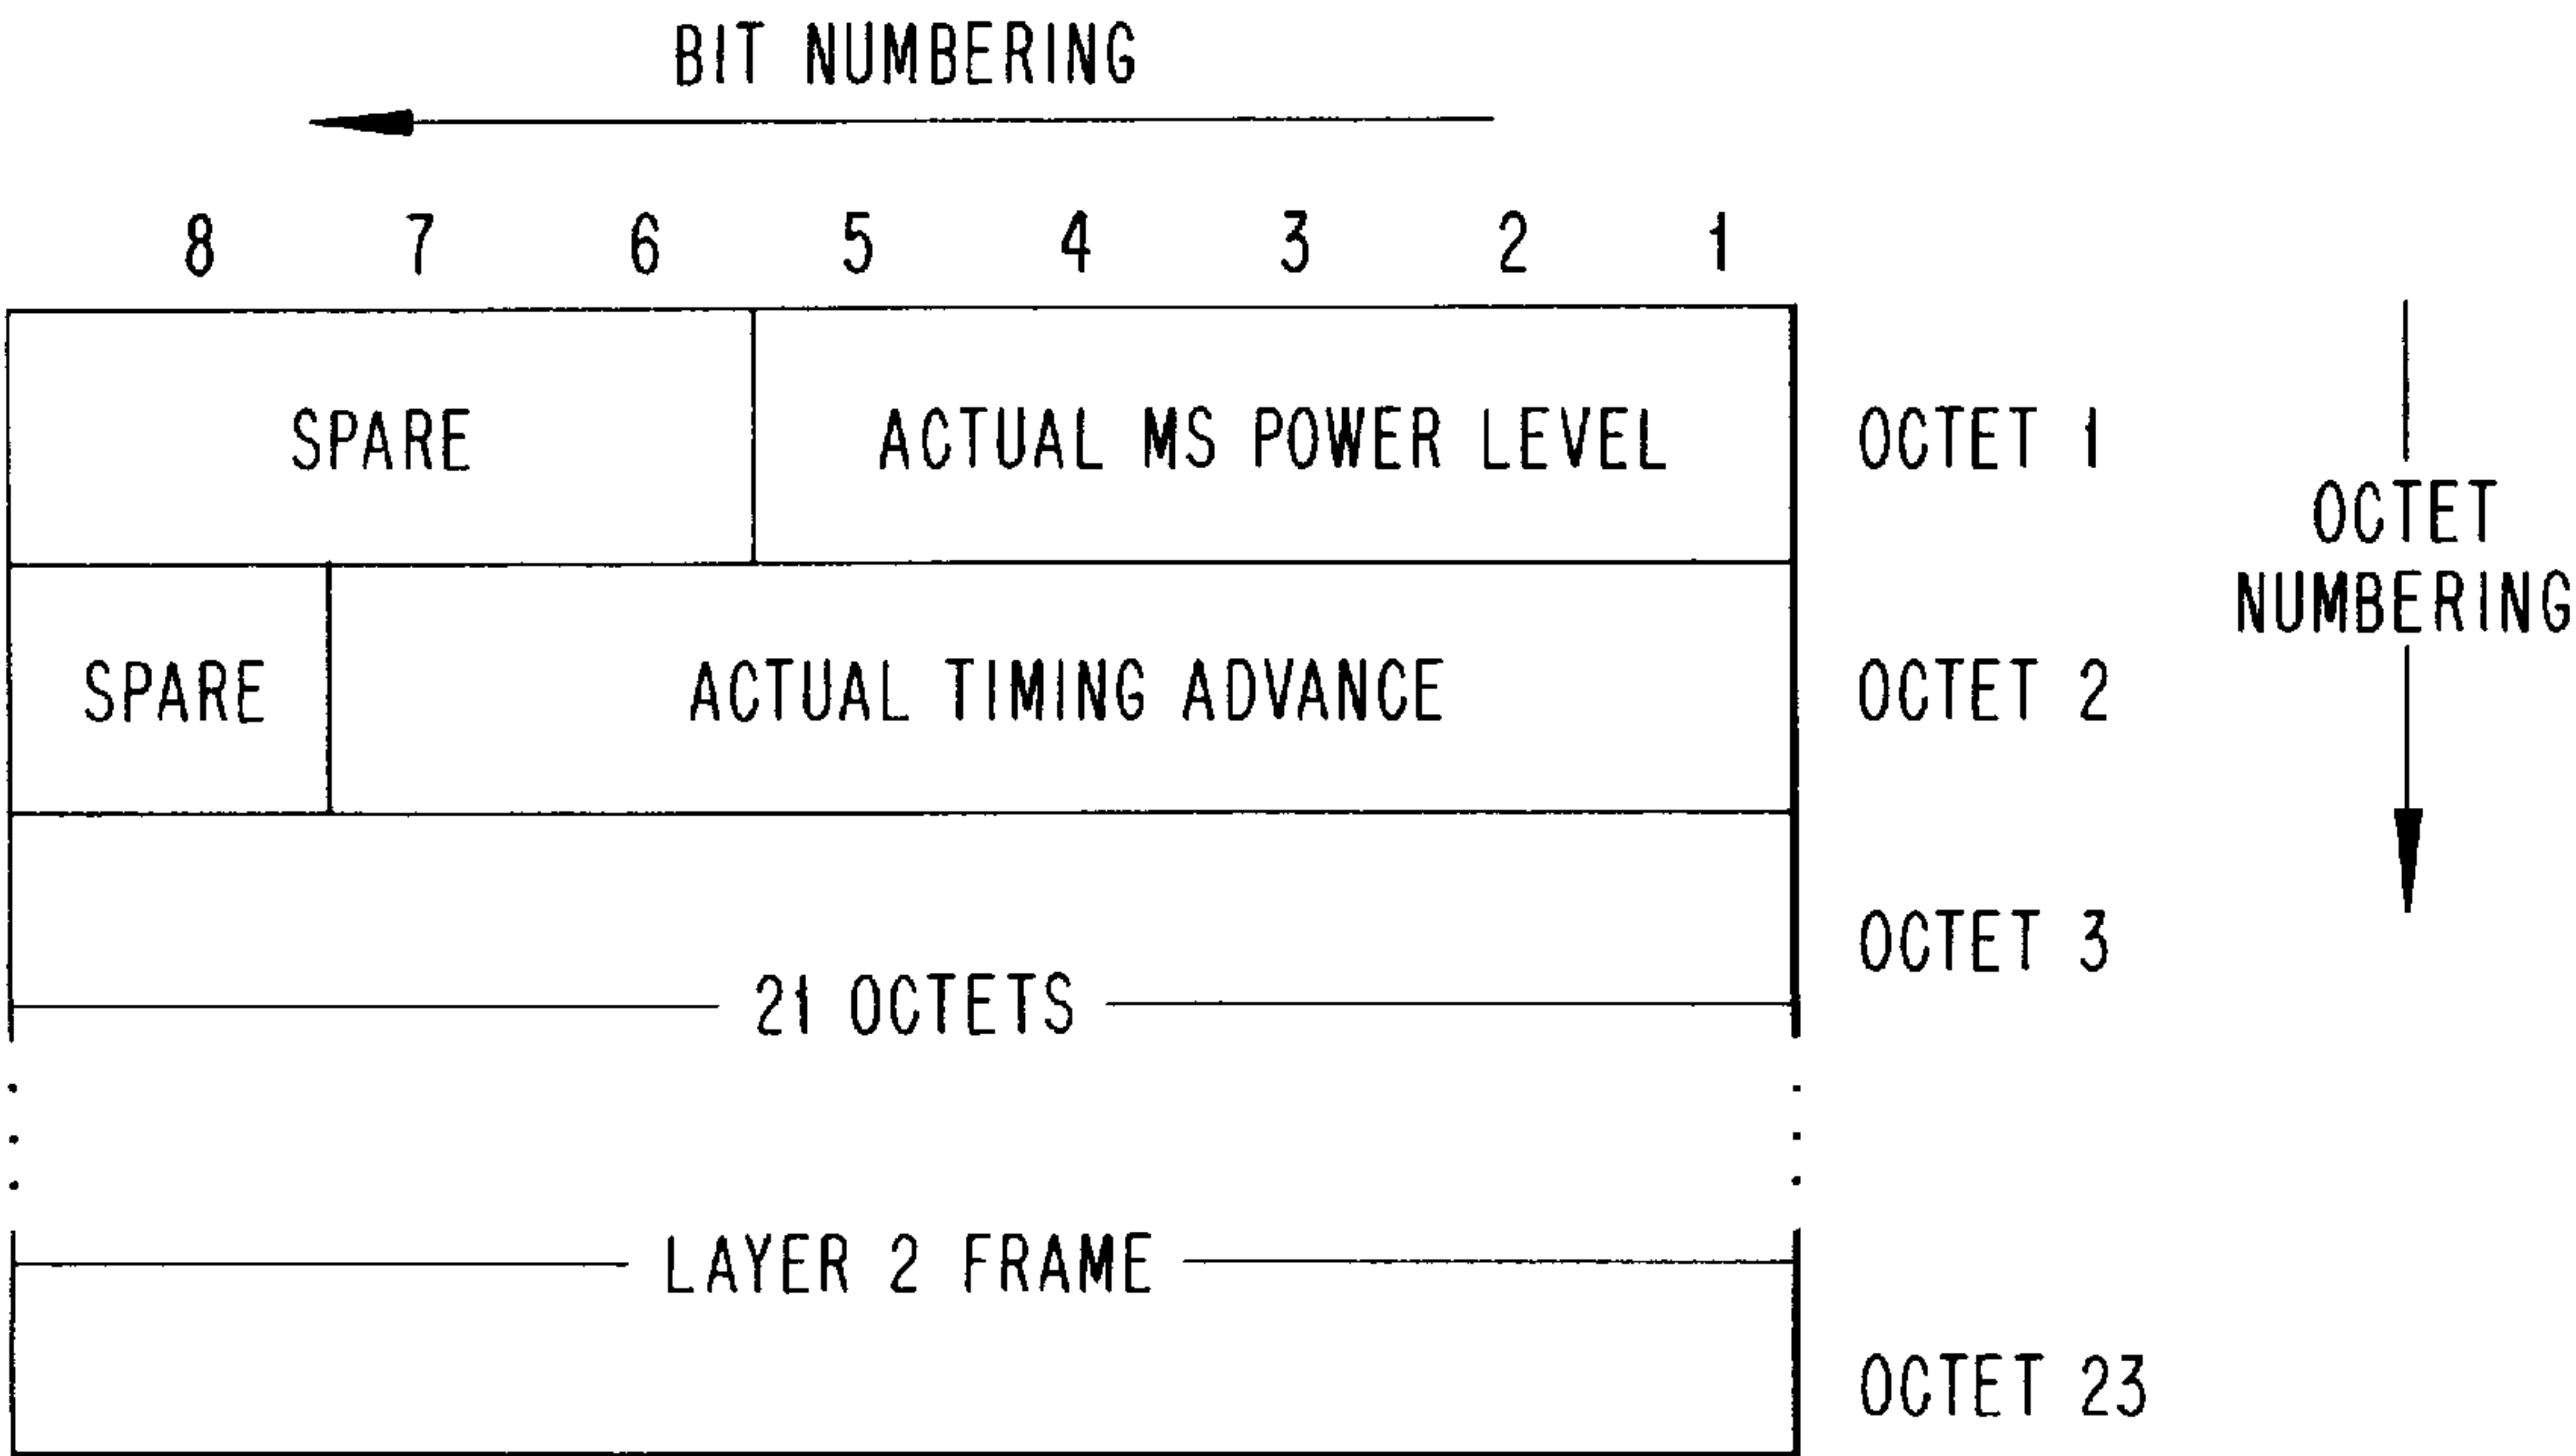 BIT NUMBERING
8 7 6 5 4 3 2 1
SPARE ACTUAL MS POWER LEVEL OCTET 1
OCTET
NUMBERING
SPARE ACTUAL TIMING ADVANCE OCTET 2
OCTET 3
21 OCTETS
LAYER 2 FRAME
OCTET 23